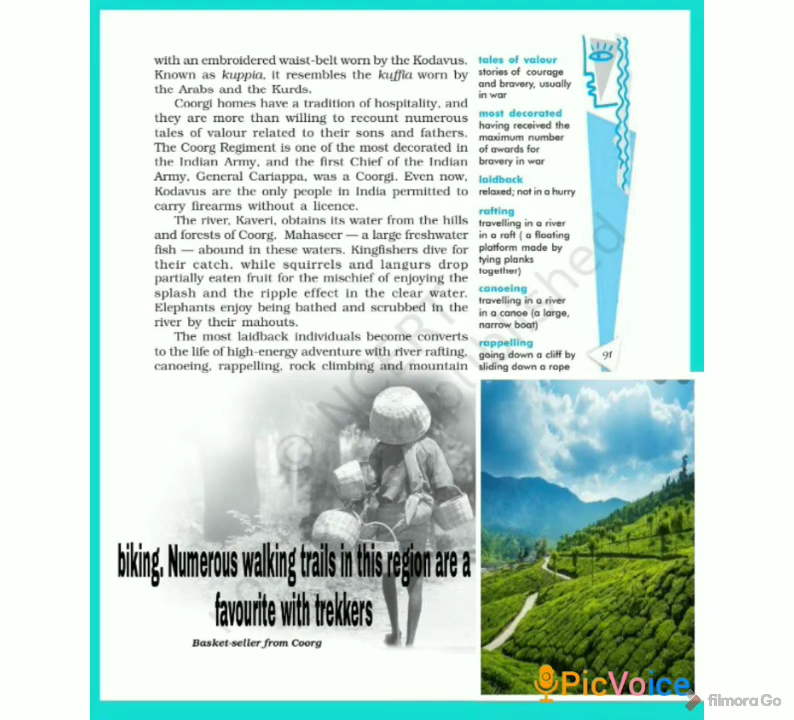 with an embroidered waist-belt worn by the Kodavus.
Known as kuppia, it resembles the kuffia worn by
the Arabs and the Kurds.
Coorgi homes have a tradition of hospitality, and
they are more than willing to recount numerous
tales of valour related to their sons and fathers.
The Coorg Regiment is one of the most decorated in
the Indian Army, and the first Chief of the Indian
Army, General Cariappa, was a Coorgi. Even now,
Kodavus are the only people in India permitted to
carry firearms without a licence.
The river, Kaveri, obtains its water from the hills
and forests of Coorg. Mahaseer — a large freshwater
fish — abound in these waters. Kingfishers dive for
their catch, while squirrels and langurs drop
partially eaten fruit for the mischief of enjoying the
splash and the ripple effect in the clear water.
Elephants enjoy being bathed and scrubbed in the
river by their mahouts.
The most laidback individuals become converts
to the life of high-energy adventure with river rafting,
canoeing, rappelling, rock climbing and mountain
biking. Numerous walking trails in this region are a
favourite with trekkers
Basket-seller from Coorg
tales of valour
stories of courage
and bravery, usually
in war
most decorated
having received the
maximum number
of awards for
bravery in war
laidback
relaxed; not in a hurry
rafting
travelling in a river
in a raft ( a floating
platform made by
tying planks
together)
canoeing
travelling in a river
in a canoe (a large,
narrow boat)
rappelling
going down a cliff by
sliding down a rope
91
© NCERT
published
PicVoice
filmora Go